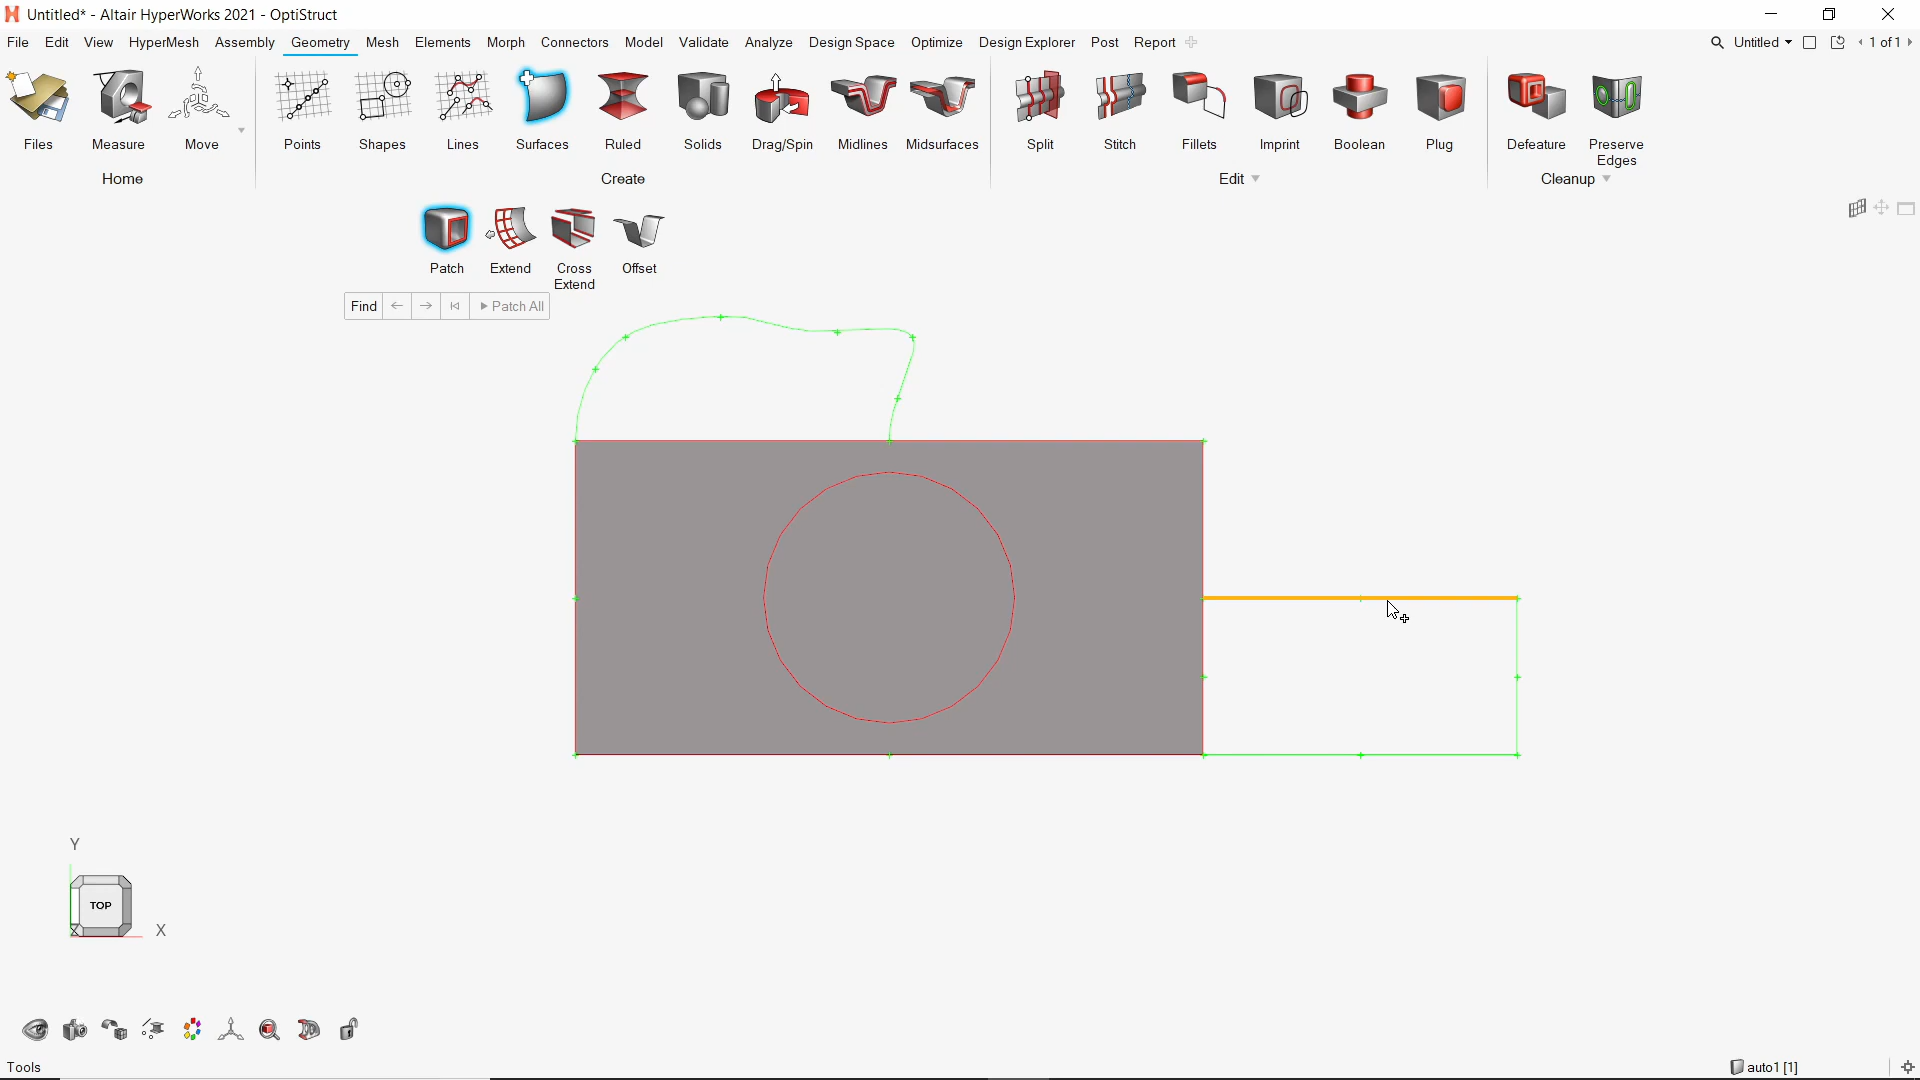 Untitled* - Altair HyperWorks 2021 - OptiStruct
File Edit View HyperMesh Assembly Geometry Mesh Elements Morph Connectors Model Validate Analyze Design Space Optimize Design Explorer Post Report Untitled 1 of 1
Files Measure Move Points Shapes Lines Surfaces Ruled Solids Drag/Spin Midlines Midsurfaces Split Stitch Fillets Imprint Boolean Plug Defeature Preserve Edges
Home Create Edit Cleanup
Patch Extend Cross Extend Offset
Find Patch All
Y
TOP
X
Z
Tools auto1 [1]